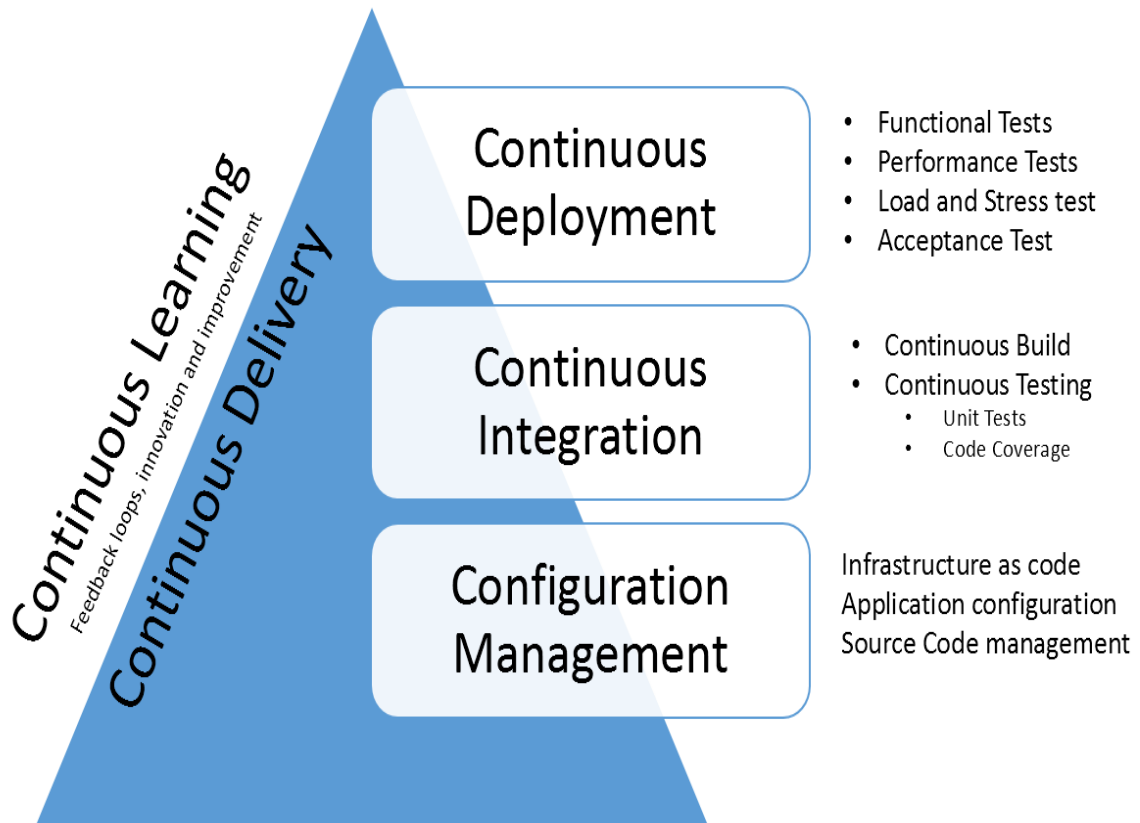 Continuous Learning
Feedback loops, innovation and improvement
Continuous Delivery
Continuous
Deployment
• Functional Tests
• Performance Tests
• Load and Stress test
• Acceptance Test
Continuous
Integration
• Continuous Build
• Continuous Testing
• Unit Tests
• Code Coverage
Configuration
Management
Infrastructure as code
Application configuration
Source Code management